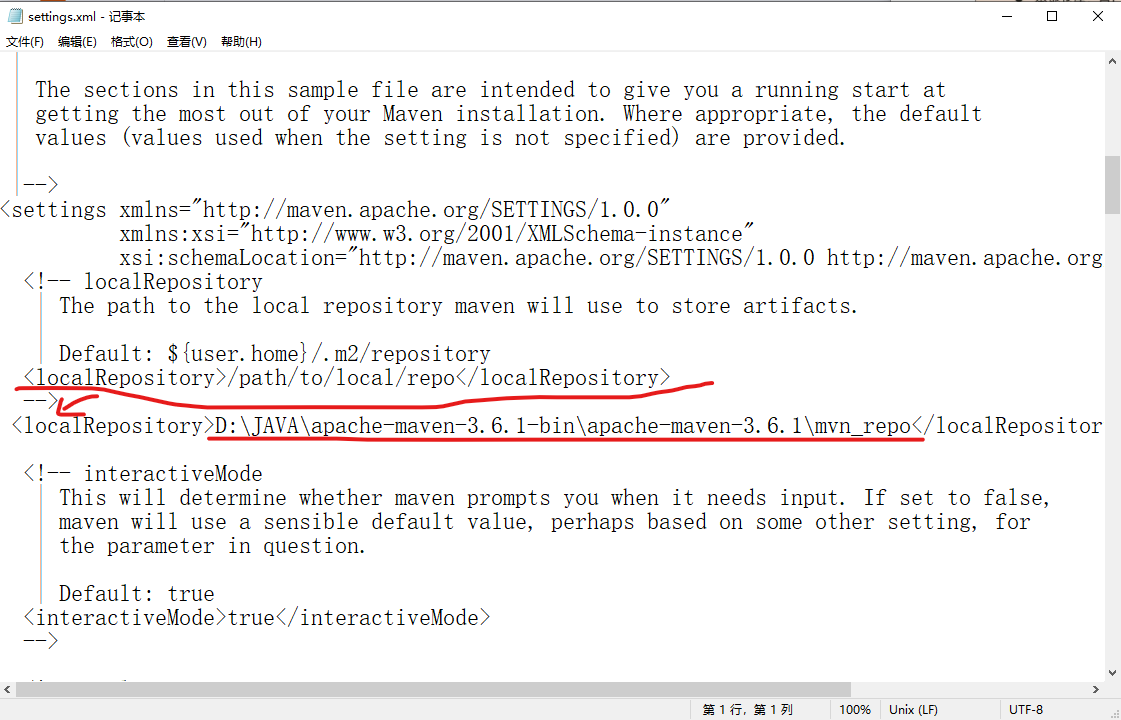 settings.xml - 记事本
文件(F) 编辑(E) 格式(O) 查看(V) 帮助(H)
The sections in this sample file are intended to give you a running start at
getting the most out of your Maven installation. Where appropriate, the default
values (values used when the setting is not specified) are provided.
-->
<settings xmlns="http://maven.apache.org/SETTINGS/1.0.0"
xmlns:xsi="http://www.w3.org/2001/XMLSchema-instance"
xsi:schemaLocation="http://maven.apache.org/SETTINGS/1.0.0 http://maven.apache.org
<!-- localRepository
The path to the local repository maven will use to store artifacts.
Default: ${user.home}/.m2/repository
<localRepository>/path/to/local/repo</localRepository>
-->
<localRepository>D:\JAVA\apache-maven-3.6.1-bin\apache-maven-3.6.1\mvn_repo</localRepositor
<!-- interactiveMode
This will determine whether maven prompts you when it needs input. If set to false,
maven will use a sensible default value, perhaps based on some other setting, for
the parameter in question.
Default: true
<interactiveMode>true</interactiveMode>
-->
第 1 行，第 1 列 100% Unix (LF) UTF-8